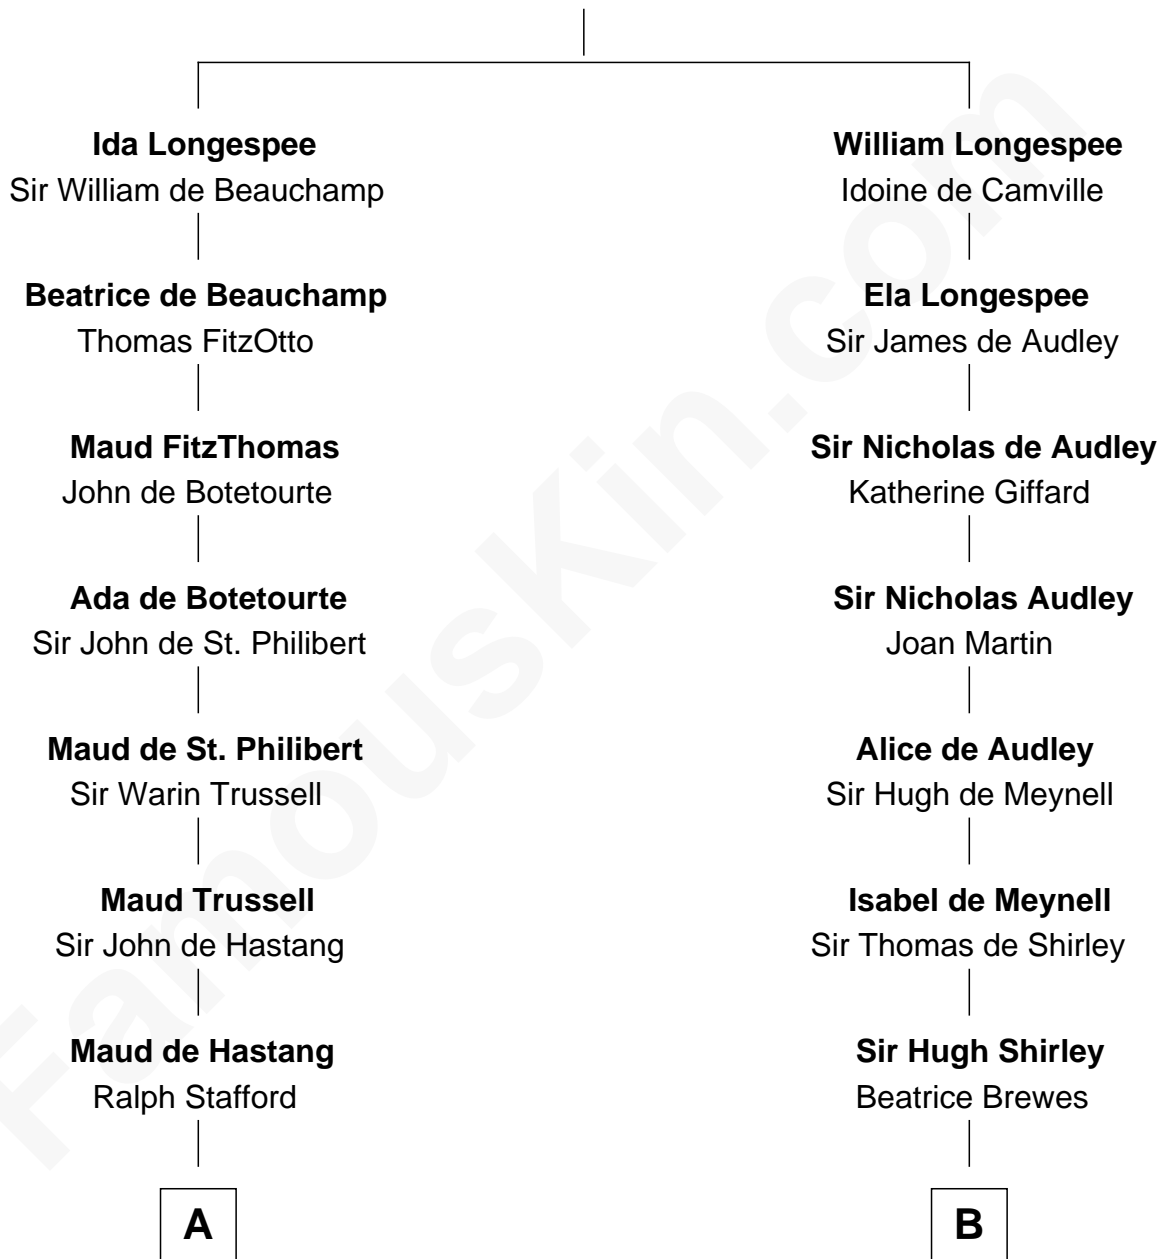 Ida Longespee
Sir William de Beauchamp
Beatrice de Beauchamp
Thomas FitzOtto
Maud FitzThomas
John de Botetourte
Ada de Botetourte
Sir John de St. Philibert
Maud de St. Philibert
Sir Warin Trussell
Maud Trussell
Sir John de Hastang
Maud de Hastang
Ralph Stafford
A
William Longespee
Idoine de Camville
Ela Longespee
Sir James de Audley
Sir Nicholas de Audley
Katherine Giffard
Sir Nicholas Audley
Joan Martin
Alice de Audley
Sir Hugh de Meynell
Isabel de Meynell
Sir Thomas de Shirley
Sir Hugh Shirley
Beatrice Brewes
B
FamousKin.com